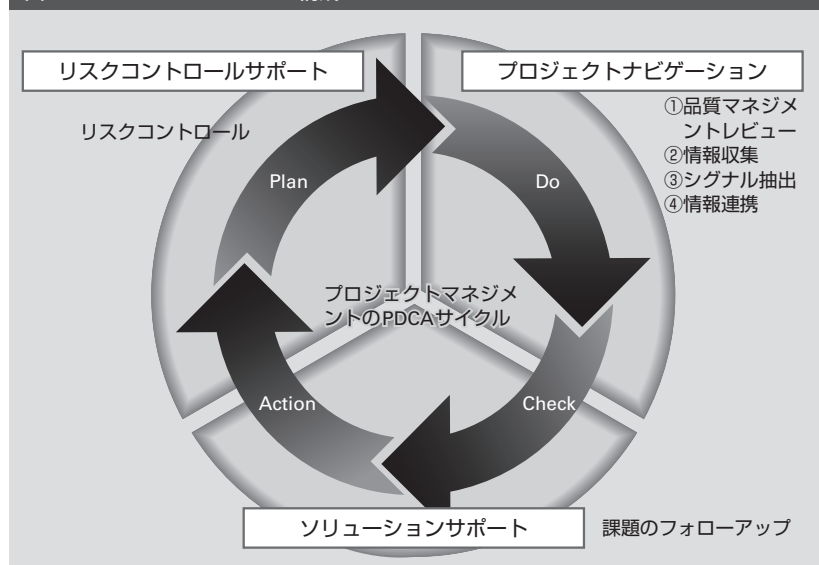 リスクコントロールサポート
プロジェクトナビゲーション
リスクコントロール
①品質マネジメ
ントレビュー
②情報収集
③シグナル抽出
④情報連携
Plan
Do
プロジェクトマネジメ
ントのPDCAサイクル
Action
Check
ソリューションサポート
課題のフォローアップ